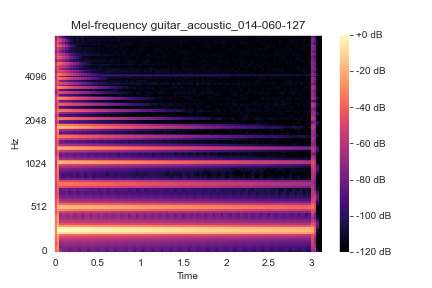 Mel-frequency guitar_acoustic_014-060-127
+0 dB
-20 dB
-40 dB
-60 dB
-80 dB
-100 dB
-120 dB
4096
2048
1024
512
0
Hz
0 0.5 1 1.5 2 2.5 3
Time